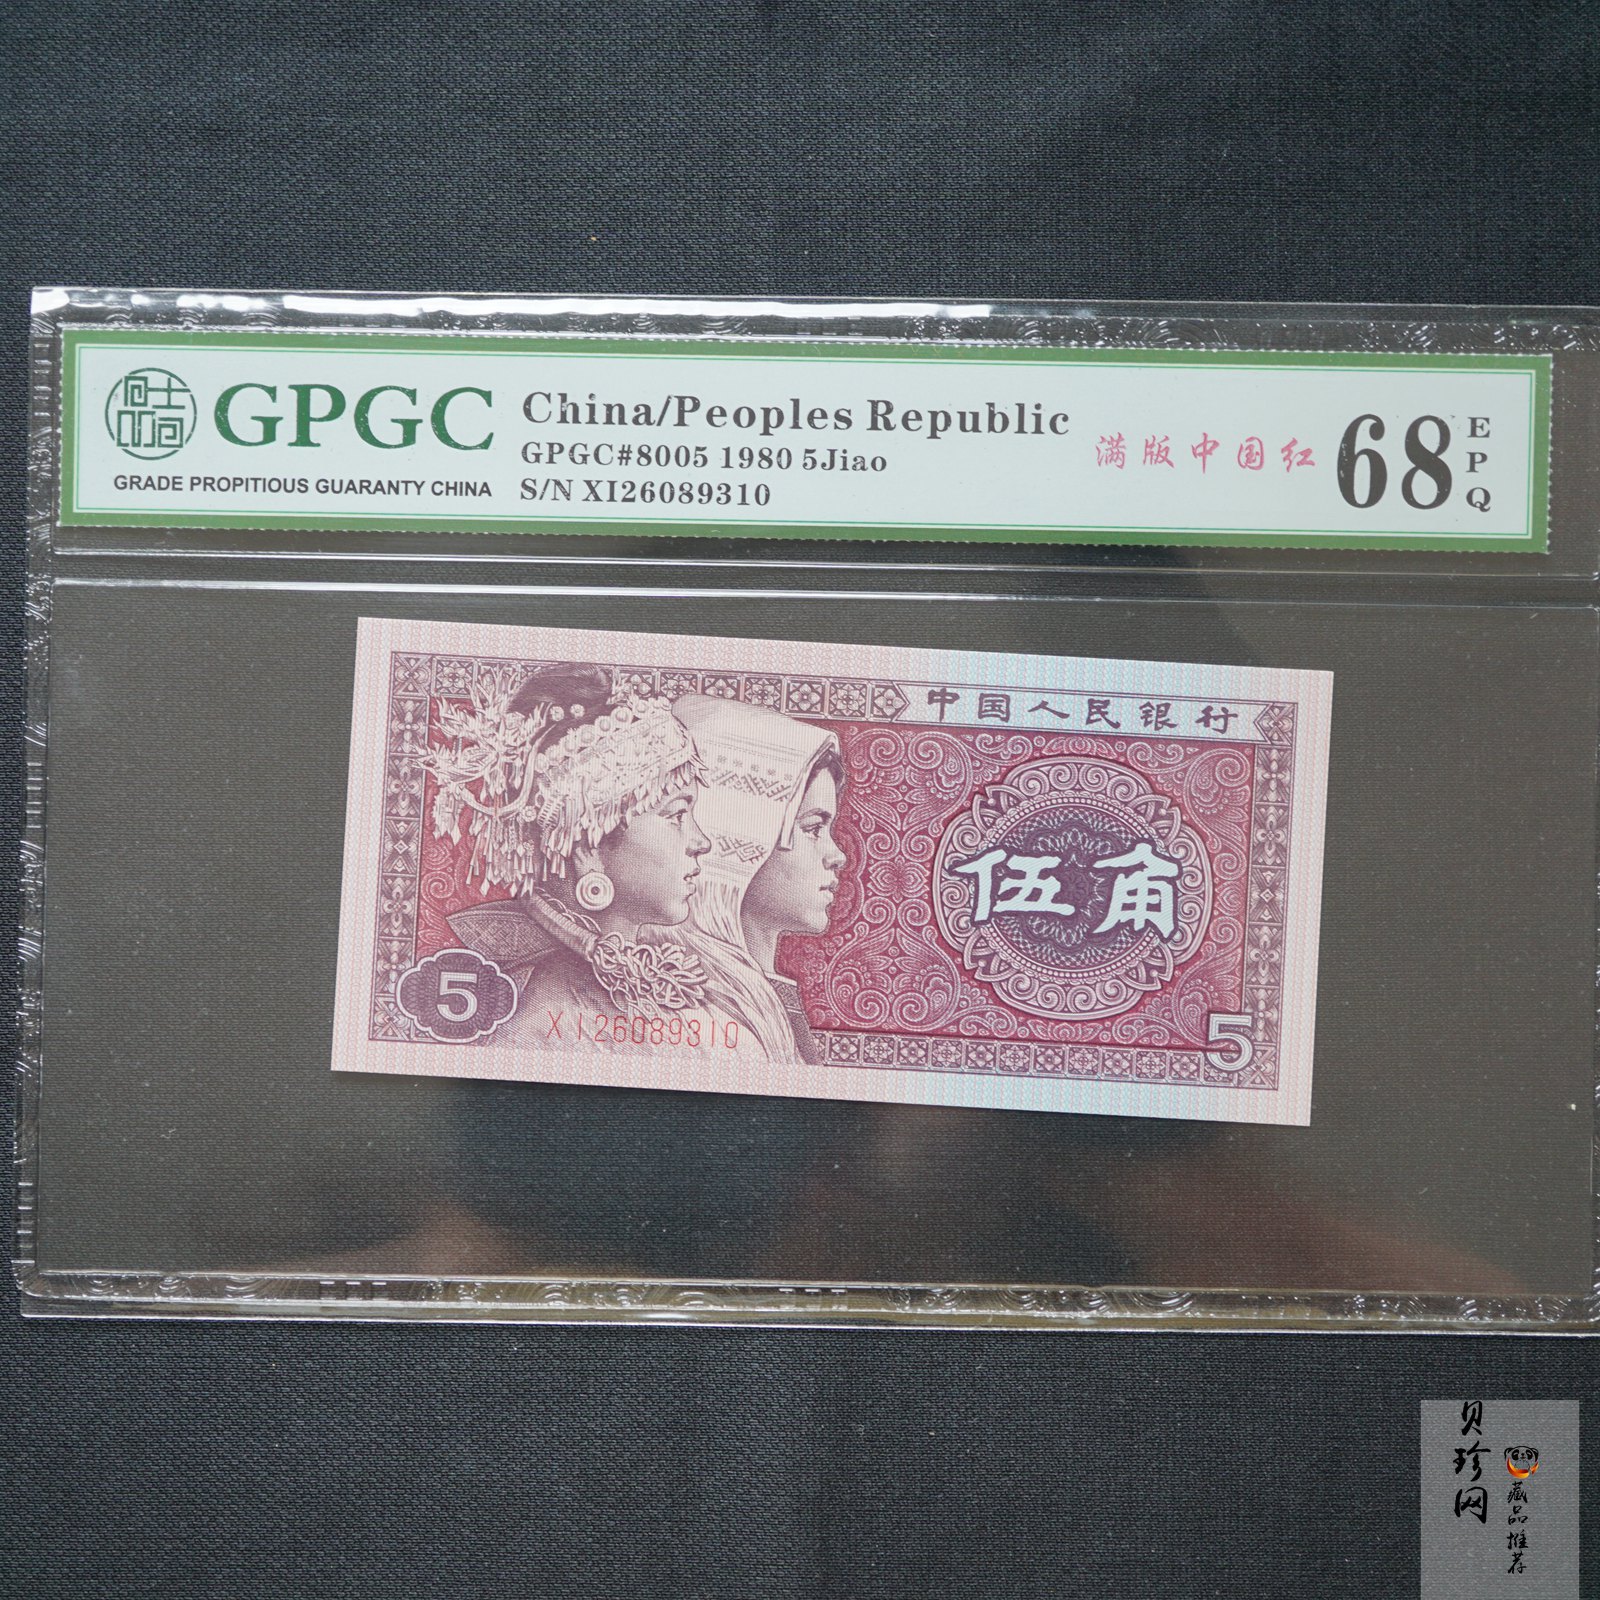 GPGC
GRADE PROPITIOUS GUARANTY CHINA
China/Peoples Republic
GPGC#8005 1980 5Jiao
S/N XI26089310
满版中国红
68
EPQ
中国人民银行
伍角
5
XI26089310
5
贝珍网
藏品推荐